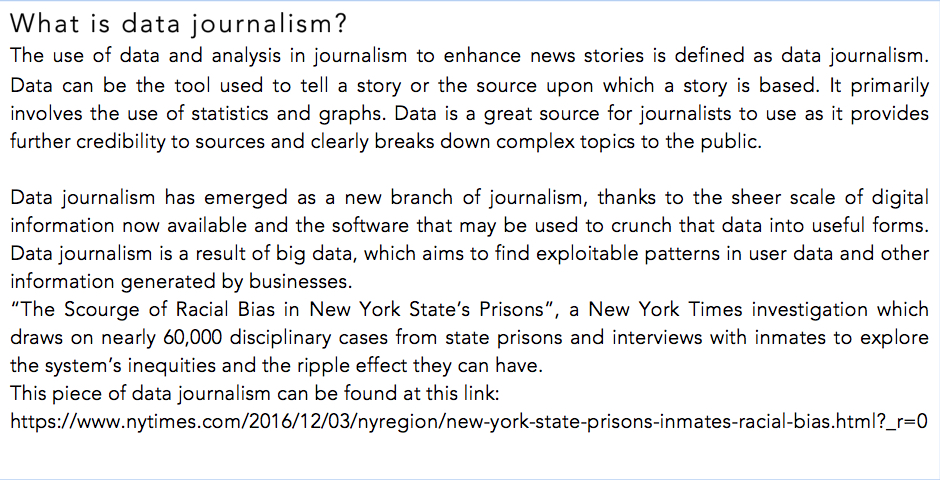 What is data journalism?
The use of data and analysis in journalism to enhance news stories is defined as data journalism.
Data can be the tool used to tell a story or the source upon which a story is based. It primarily
involves the use of statistics and graphs. Data is a great source for journalists to use as it provides
further credibility to sources and clearly breaks down complex topics to the public.
Data journalism has emerged as a new branch of journalism, thanks to the sheer scale of digital
information now available and the software that may be used to crunch that data into useful forms.
Data journalism is a result of big data, which aims to find exploitable patterns in user data and other
information generated by businesses.
“The Scourge of Racial Bias in New York State’s Prisons”, a New York Times investigation which
draws on nearly 60,000 disciplinary cases from state prisons and interviews with inmates to explore
the system’s inequities and the ripple effect they can have.
This piece of data journalism can be found at this link:
https://www.nytimes.com/2016/12/03/nyregion/new-york-state-prisons-inmates-racial-bias.html?_r=0